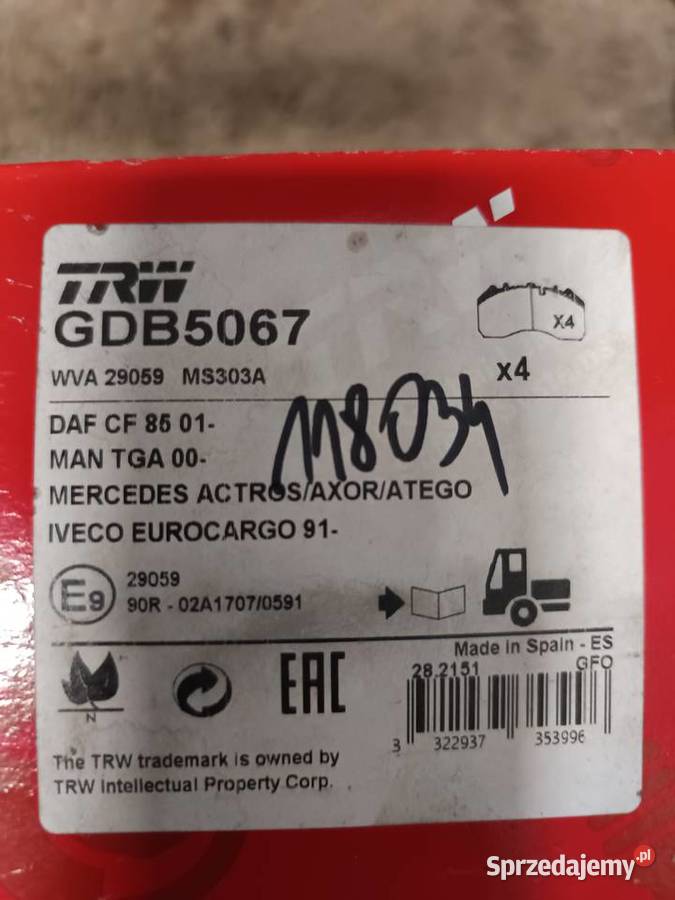 TRW
GDB5067
X4
WVA 29059 MS303A
x4
118034
DAF CF 85 01-
MAN TGA 00-
MERCEDES ACTROS/AXOR/ATEGO
IVECO EUROCARGO 91-
E9
29059
90R - 02A1707/0591
Made in Spain - ES
28.2151
GFO
N
EAC
3 322937 353996
The TRW trademark is owned by
TRW Intellectual Property Corp.
Sprzedajemy.pl